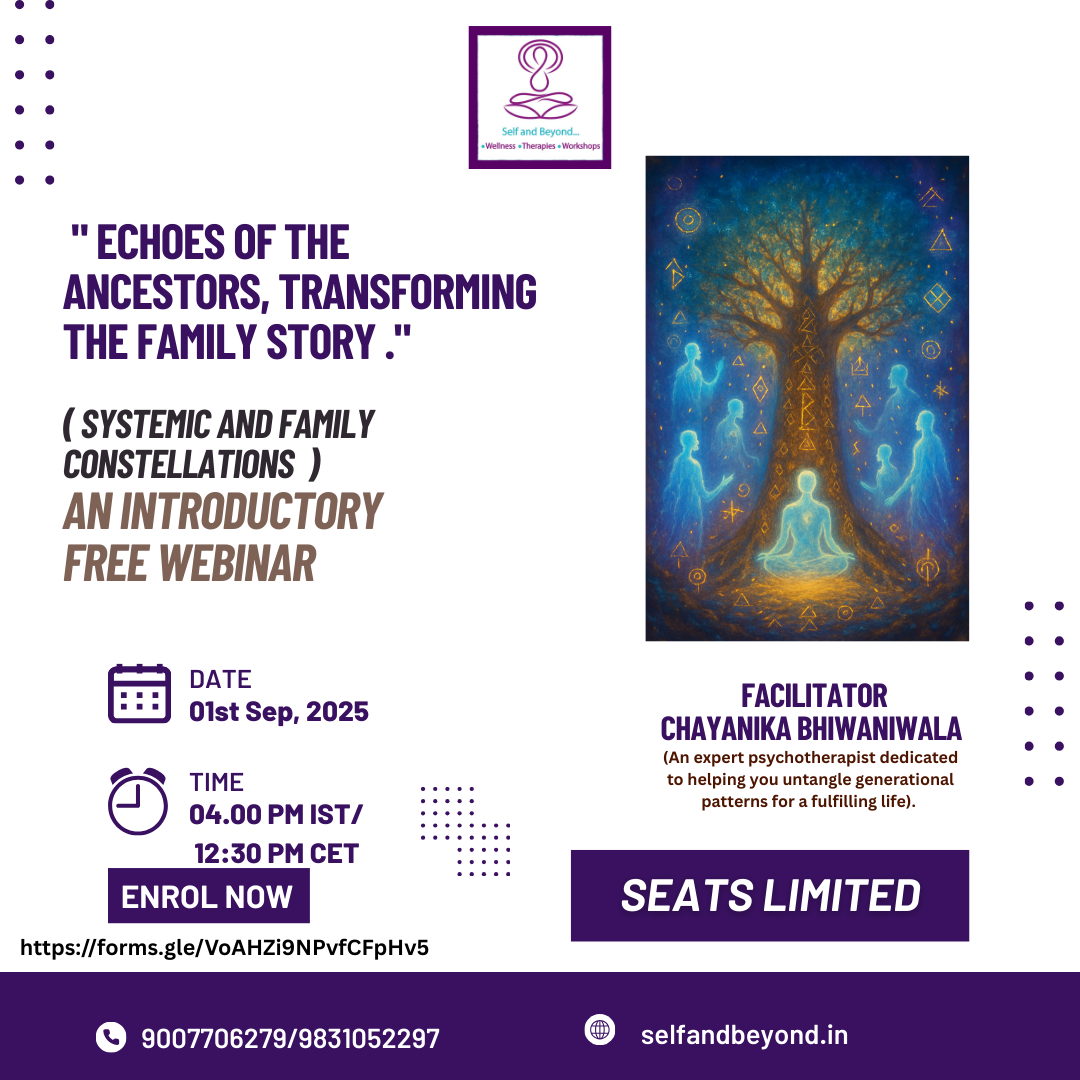 Self and Beyond...
•Wellness •Therapies •Workshops
" ECHOES OF THE
ANCESTORS, TRANSFORMING
THE FAMILY STORY ."
( SYSTEMIC AND FAMILY
CONSTELLATIONS )
AN INTRODUCTORY
FREE WEBINAR
DATE
01st Sep, 2025
TIME
04.00 PM IST/
12:30 PM CET
ENROL NOW
https://forms.gle/VoAHZi9NPvfCFpHv5
FACILITATOR
CHAYANIKA BHIWANIWALA
(An expert psychotherapist dedicated
to helping you untangle generational
patterns for a fulfilling life).
SEATS LIMITED
9007706279/9831052297
selfandbeyond.in